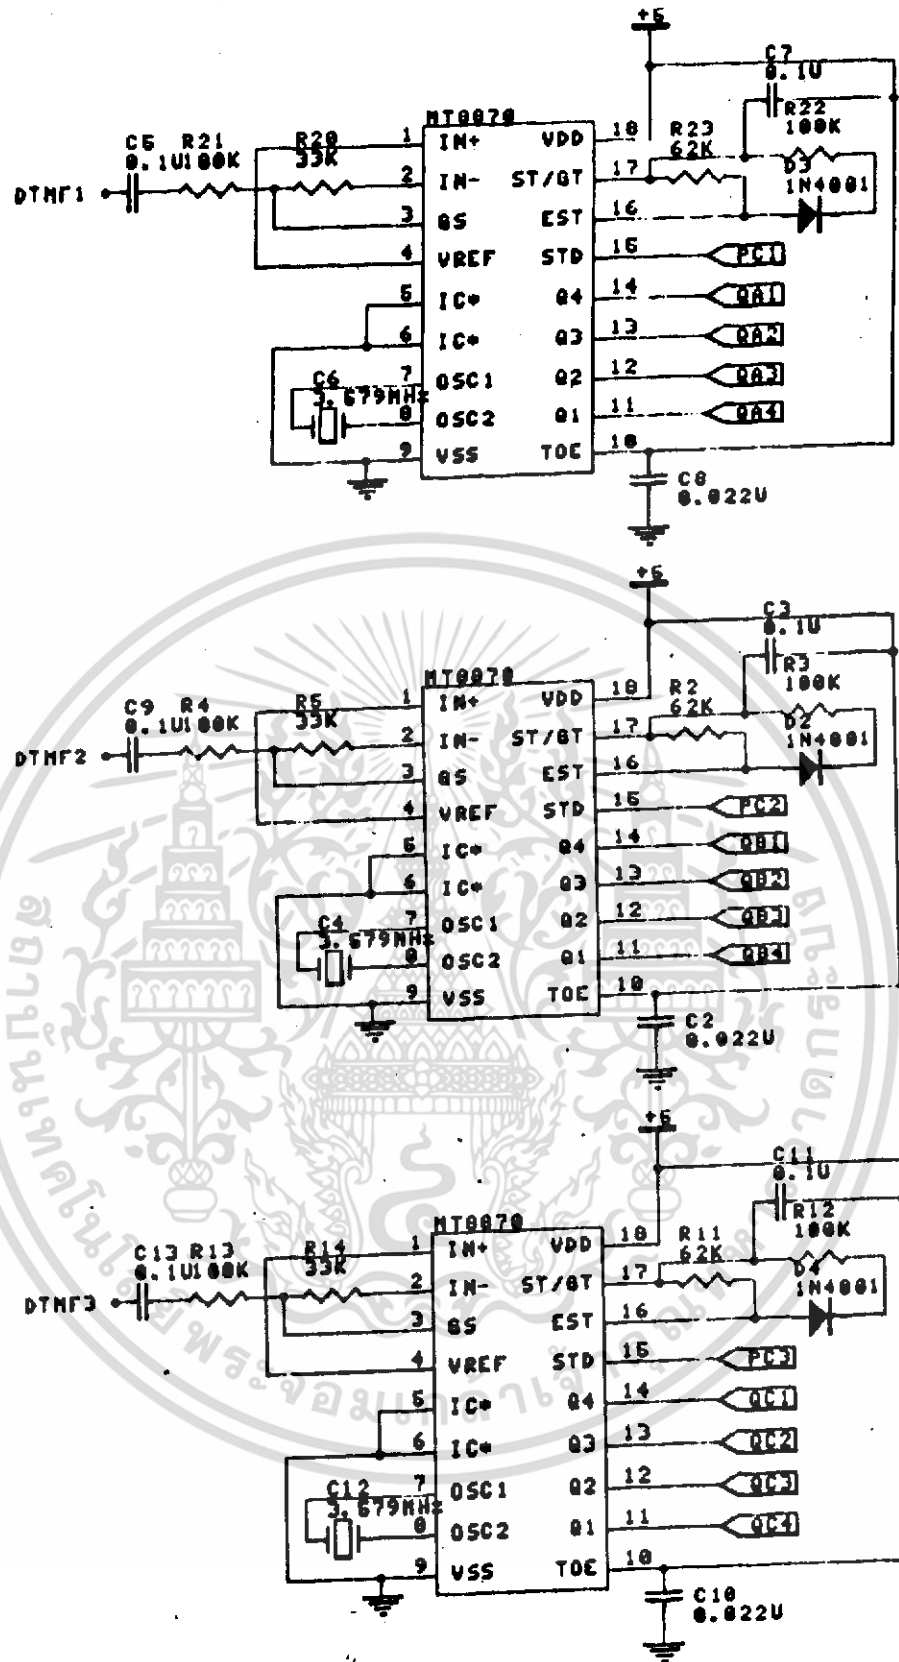 +5
C7
0.1U
R22
100K
MT8870
C5 R21
0.1U 100K
R20
33K
R23
62K
D3
1N4001
DTMF1
1 IN+ VDD 18
2 IN- ST/GT 17
3 GS EST 16
4 VREF STD 15 PC1
5 IC* Q4 14 QA1
6 IC* Q3 13 QA2
7 OSC1 Q2 12 QA3
8 OSC2 Q1 11 QA4
9 VSS TOE 10
C6
3.579MHz
C8
0.022U
+5
C3
0.1U
R3
100K
MT8870
C9 R4
0.1U 100K
R5
33K
R2
62K
D2
1N4001
DTMF2
1 IN+ VDD 18
2 IN- ST/GT 17
3 GS EST 16
4 VREF STD 15 PC2
5 IC* Q4 14 QB1
6 IC* Q3 13 QB2
7 OSC1 Q2 12 QB3
8 OSC2 Q1 11 QB4
9 VSS TOE 10
C4
3.579MHz
C2
0.022U
+5
C11
0.1U
R12
100K
MT8870
C13 R13
0.1U 100K
R14
33K
R11
62K
D4
1N4001
DTMF3
1 IN+ VDD 18
2 IN- ST/GT 17
3 GS EST 16
4 VREF STD 15 PC3
5 IC* Q4 14 QC1
6 IC* Q3 13 QC2
7 OSC1 Q2 12 QC3
8 OSC2 Q1 11 QC4
9 VSS TOE 10
C12
3.579MHz
C10
0.022U